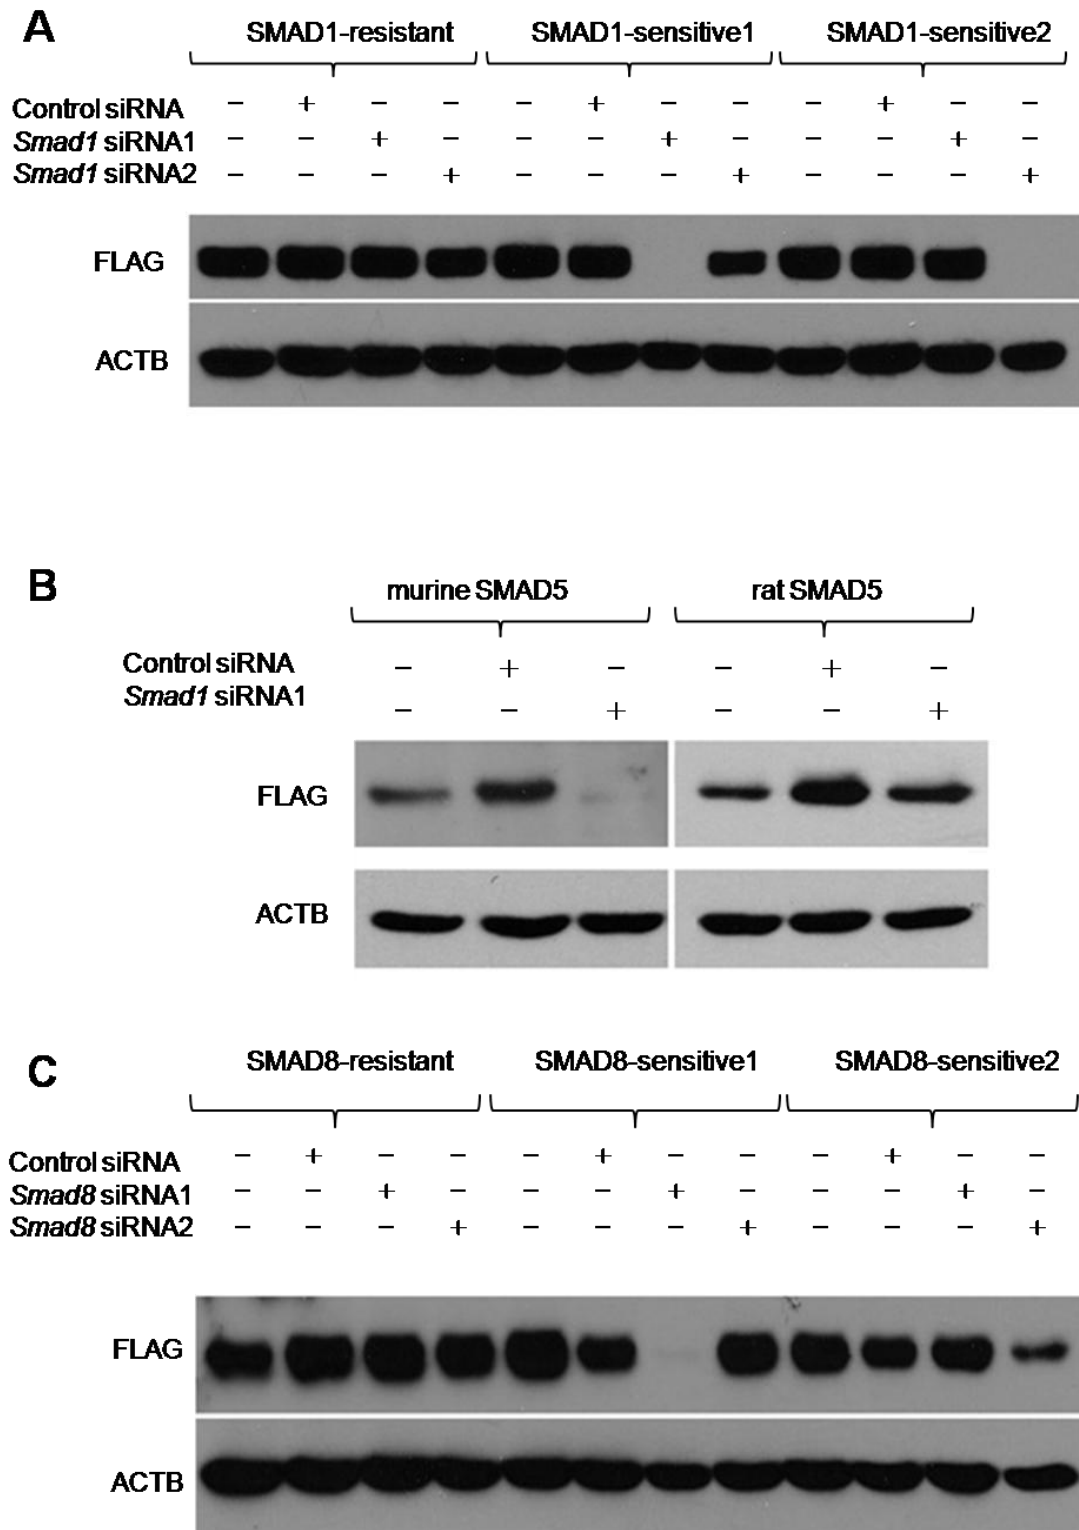 A
SMAD1-resistant SMAD1-sensitive1 SMAD1-sensitive2
Control siRNA – + – – – + – – – + – –
Smad1 siRNA1 – – + – – – + – – – + –
Smad1 siRNA2 – – – + – – – + – – – +
FLAG
ACTB
B
murine SMAD5 rat SMAD5
Control siRNA – + – – + –
Smad1 siRNA1 – – + – – +
FLAG
ACTB
C
SMAD8-resistant SMAD8-sensitive1 SMAD8-sensitive2
Control siRNA – + – – – + – – – + – –
Smad8 siRNA1 – – + – – – + – – – + –
Smad8 siRNA2 – – – + – – – + – – – +
FLAG
ACTB